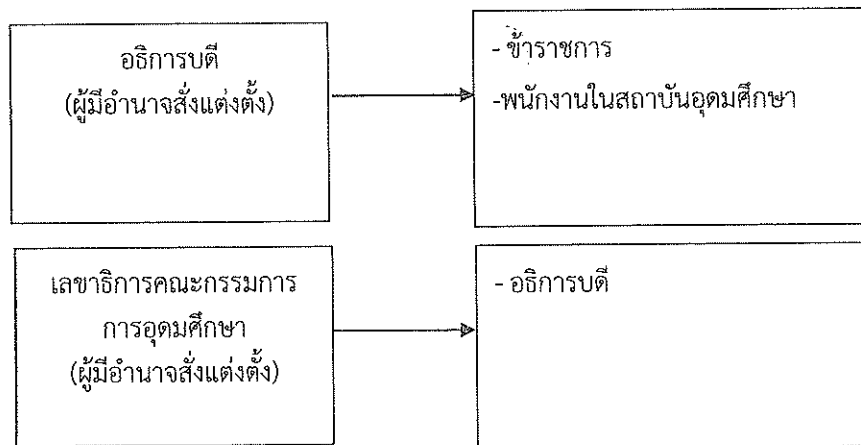 อธิการบดี
(ผู้มีอำนาจสั่งแต่งตั้ง)
- ข้าราชการ
-พนักงานในสถาบันอุดมศึกษา
เลขาธิการคณะกรรมการ
การอุดมศึกษา
(ผู้มีอำนาจสั่งแต่งตั้ง)
- อธิการบดี